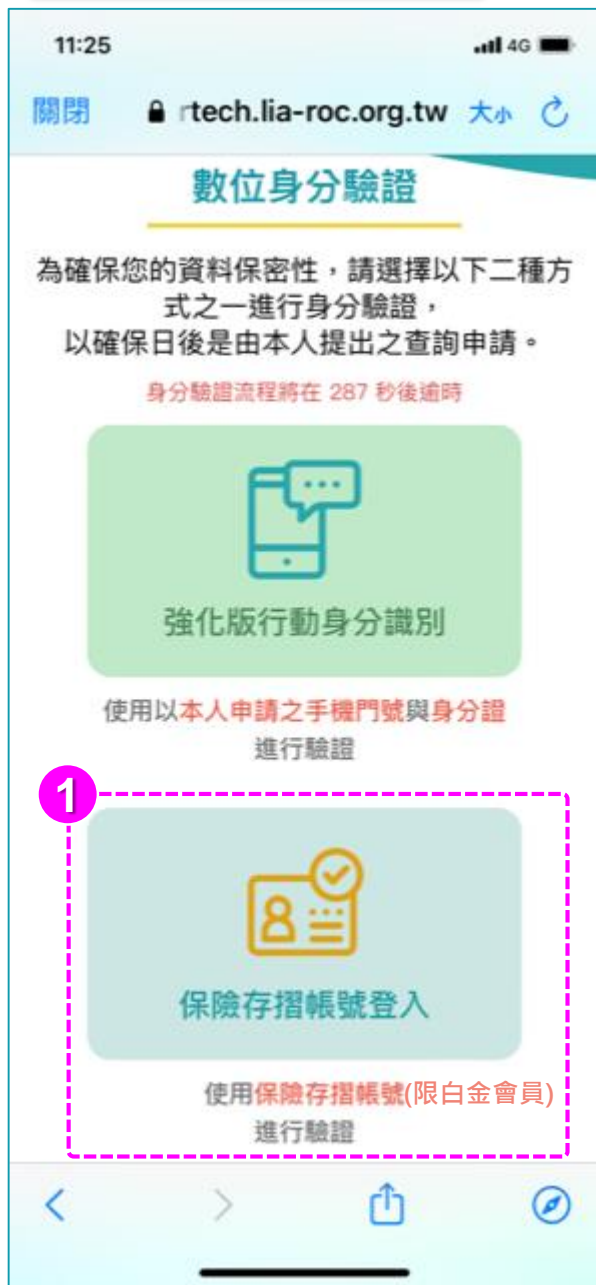 11:25
4G
關閉
rtech.lia-roc.org.tw
大小
數位身分驗證
為確保您的資料保密性，請選擇以下二種方
式之一進行身分驗證，
以確保日後是由本人提出之查詢申請。
身分驗證流程將在 287 秒後逾時
強化版行動身分識別
使用以本人申請之手機門號與身分證
進行驗證
1
保險存摺帳號登入
使用保險存摺帳號(限白金會員)
進行驗證